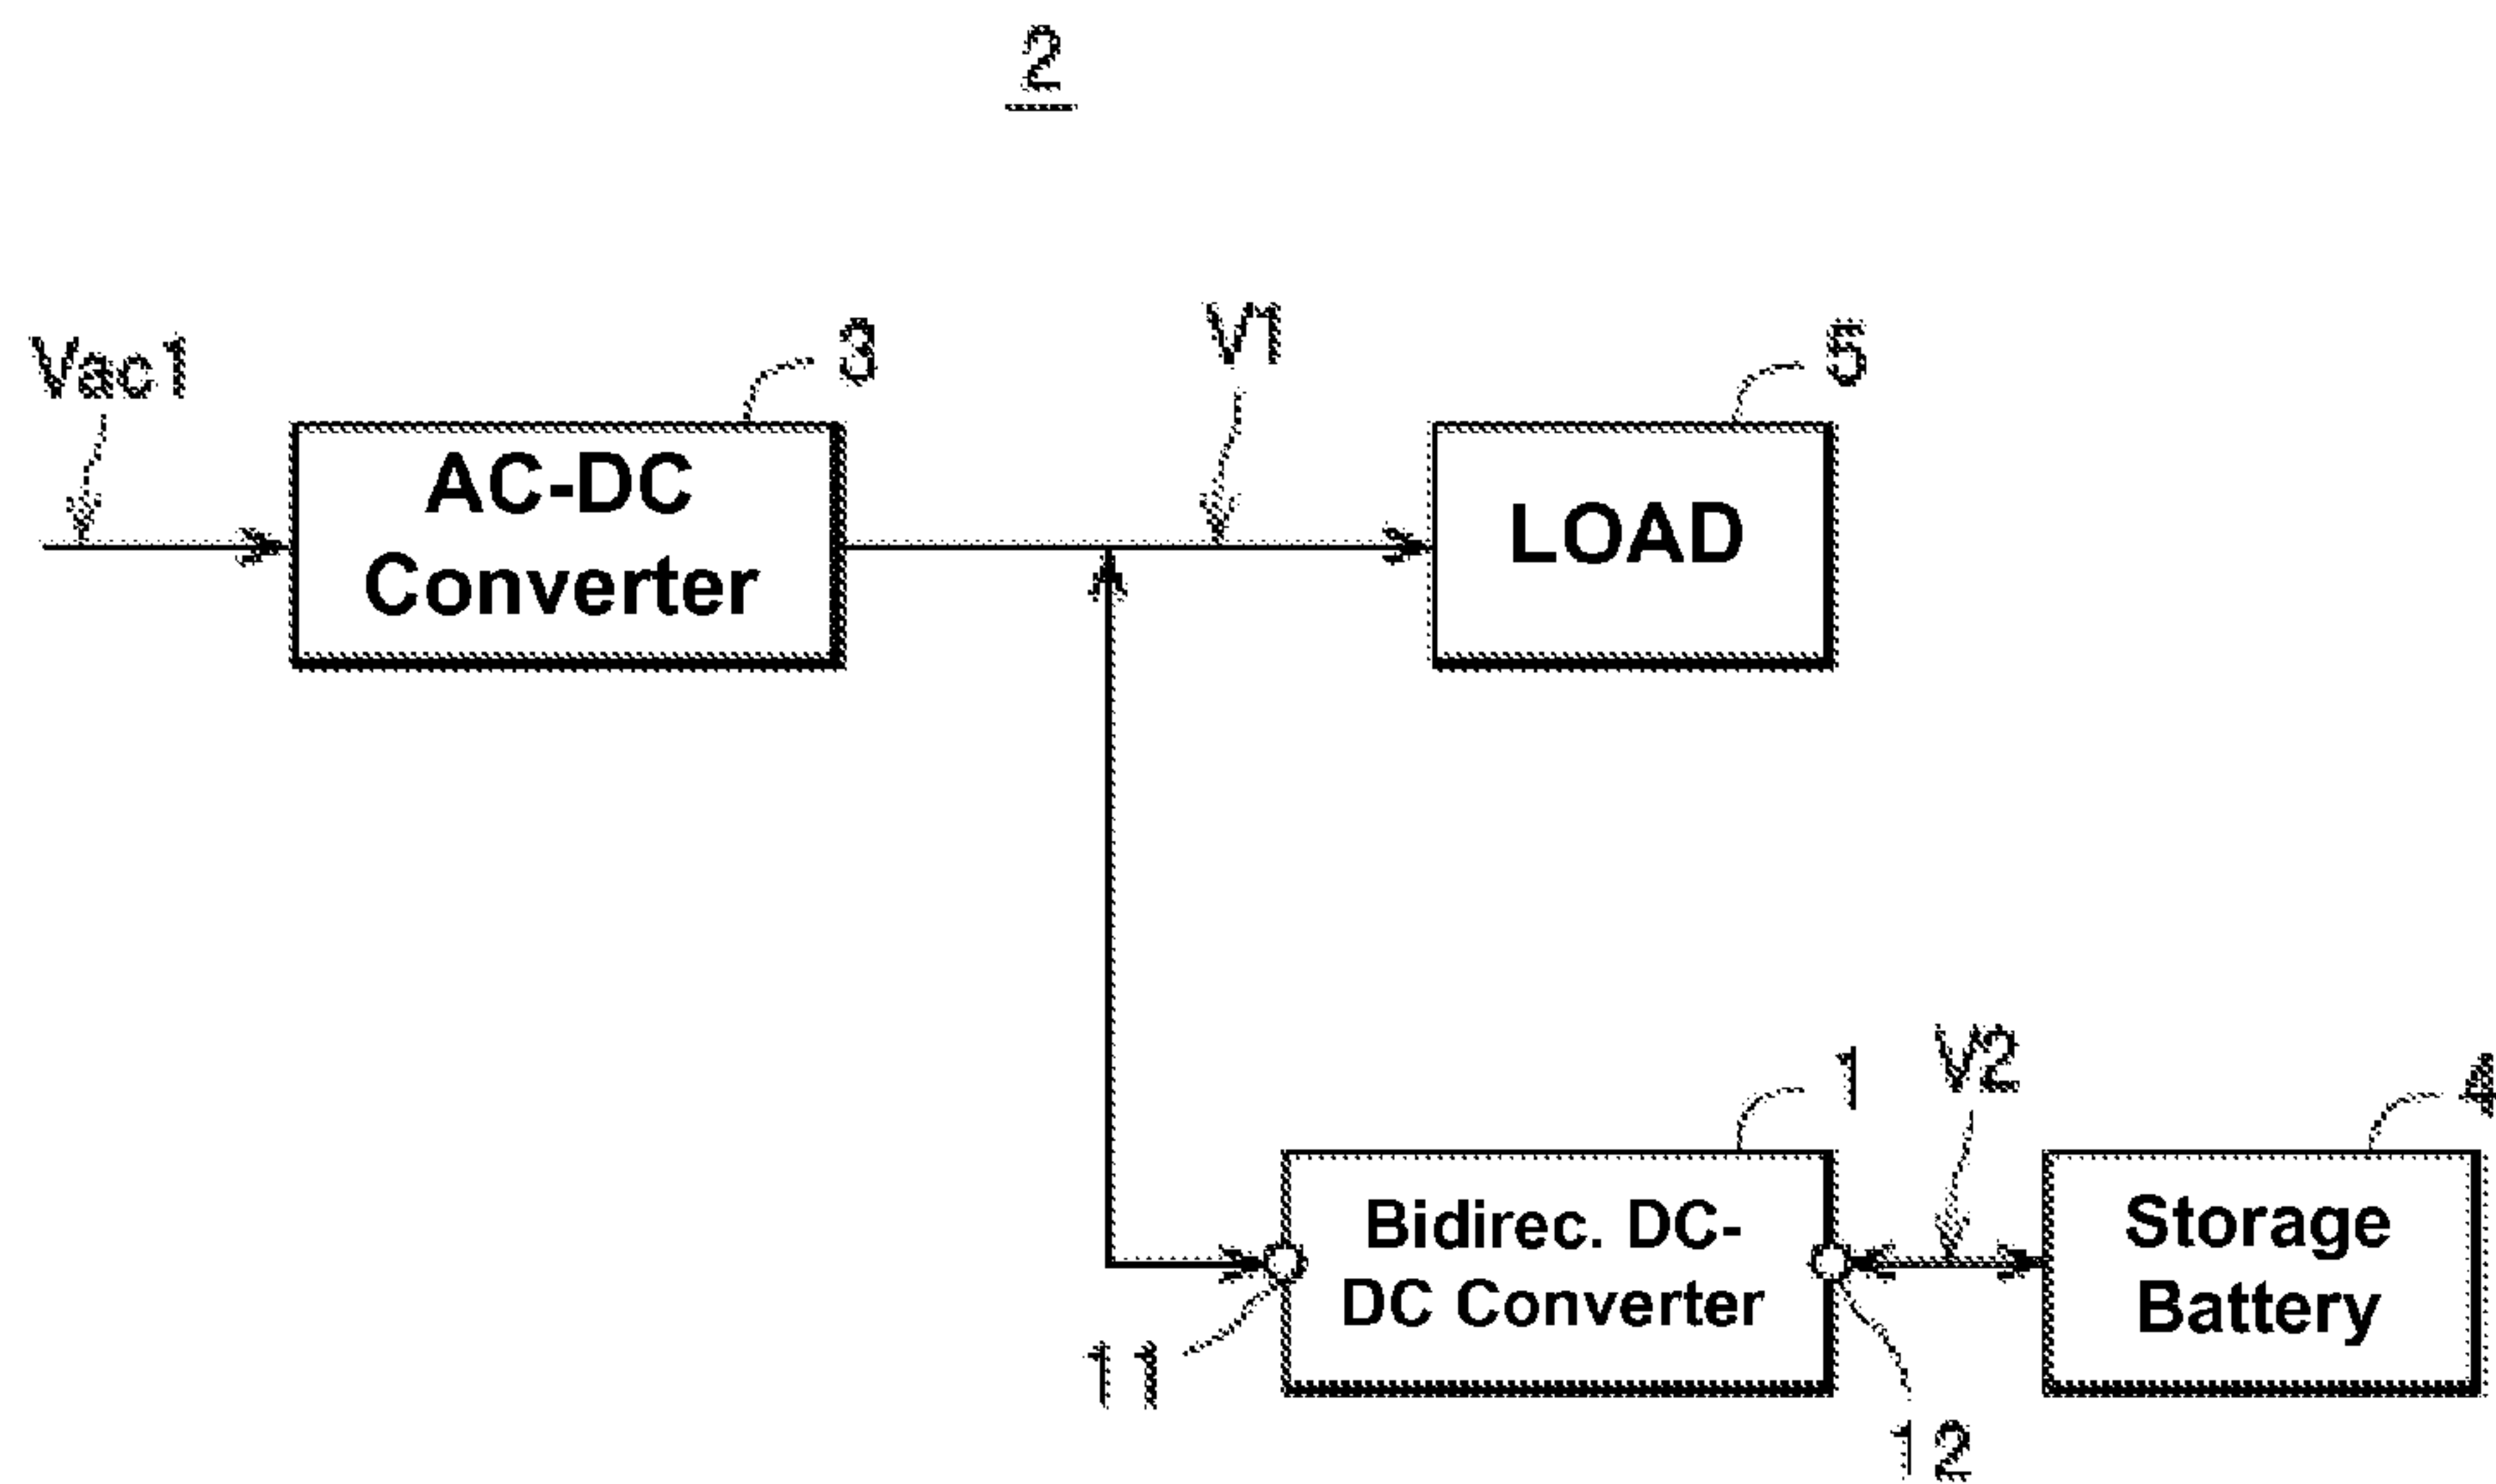 2
Vac1
3
V1
5
AC-DC
Converter
LOAD
1
V2
4
Bidirec. DC-
DC Converter
Storage
Battery
11
12